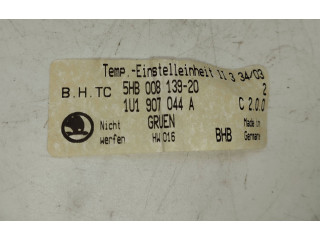 Temp.-Einstelleinheit II 3 34/03
B.H.TC 5HB 008 139-20 2
1U1 907 044 A C 2.0.0
Nicht werfen GRUEN HW 016 BHB Made in Germany